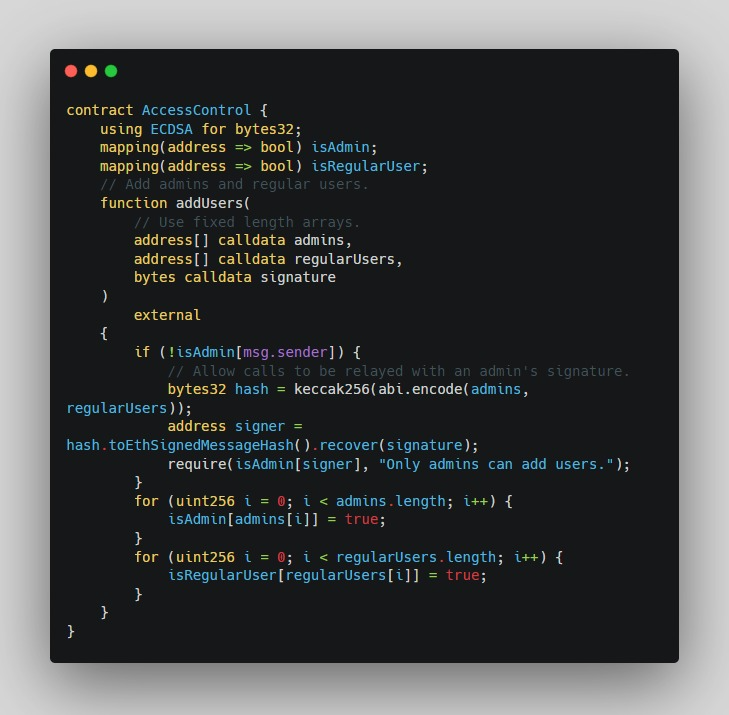 contract AccessControl {
    using ECDSA for bytes32;
    mapping(address => bool) isAdmin;
    mapping(address => bool) isRegularUser;
    // Add admins and regular users.
    function addUsers(
        // Use fixed length arrays.
        address[] calldata admins,
        address[] calldata regularUsers,
        bytes calldata signature
    )
        external
    {
        if (!isAdmin[msg.sender]) {
            // Allow calls to be relayed with an admin's signature.
            bytes32 hash = keccak256(abi.encode(admins,
regularUsers));
            address signer =
hash.toEthSignedMessageHash().recover(signature);
            require(isAdmin[signer], "Only admins can add users.");
        }
        for (uint256 i = 0; i < admins.length; i++) {
            isAdmin[admins[i]] = true;
        }
        for (uint256 i = 0; i < regularUsers.length; i++) {
            isRegularUser[regularUsers[i]] = true;
        }
    }
}